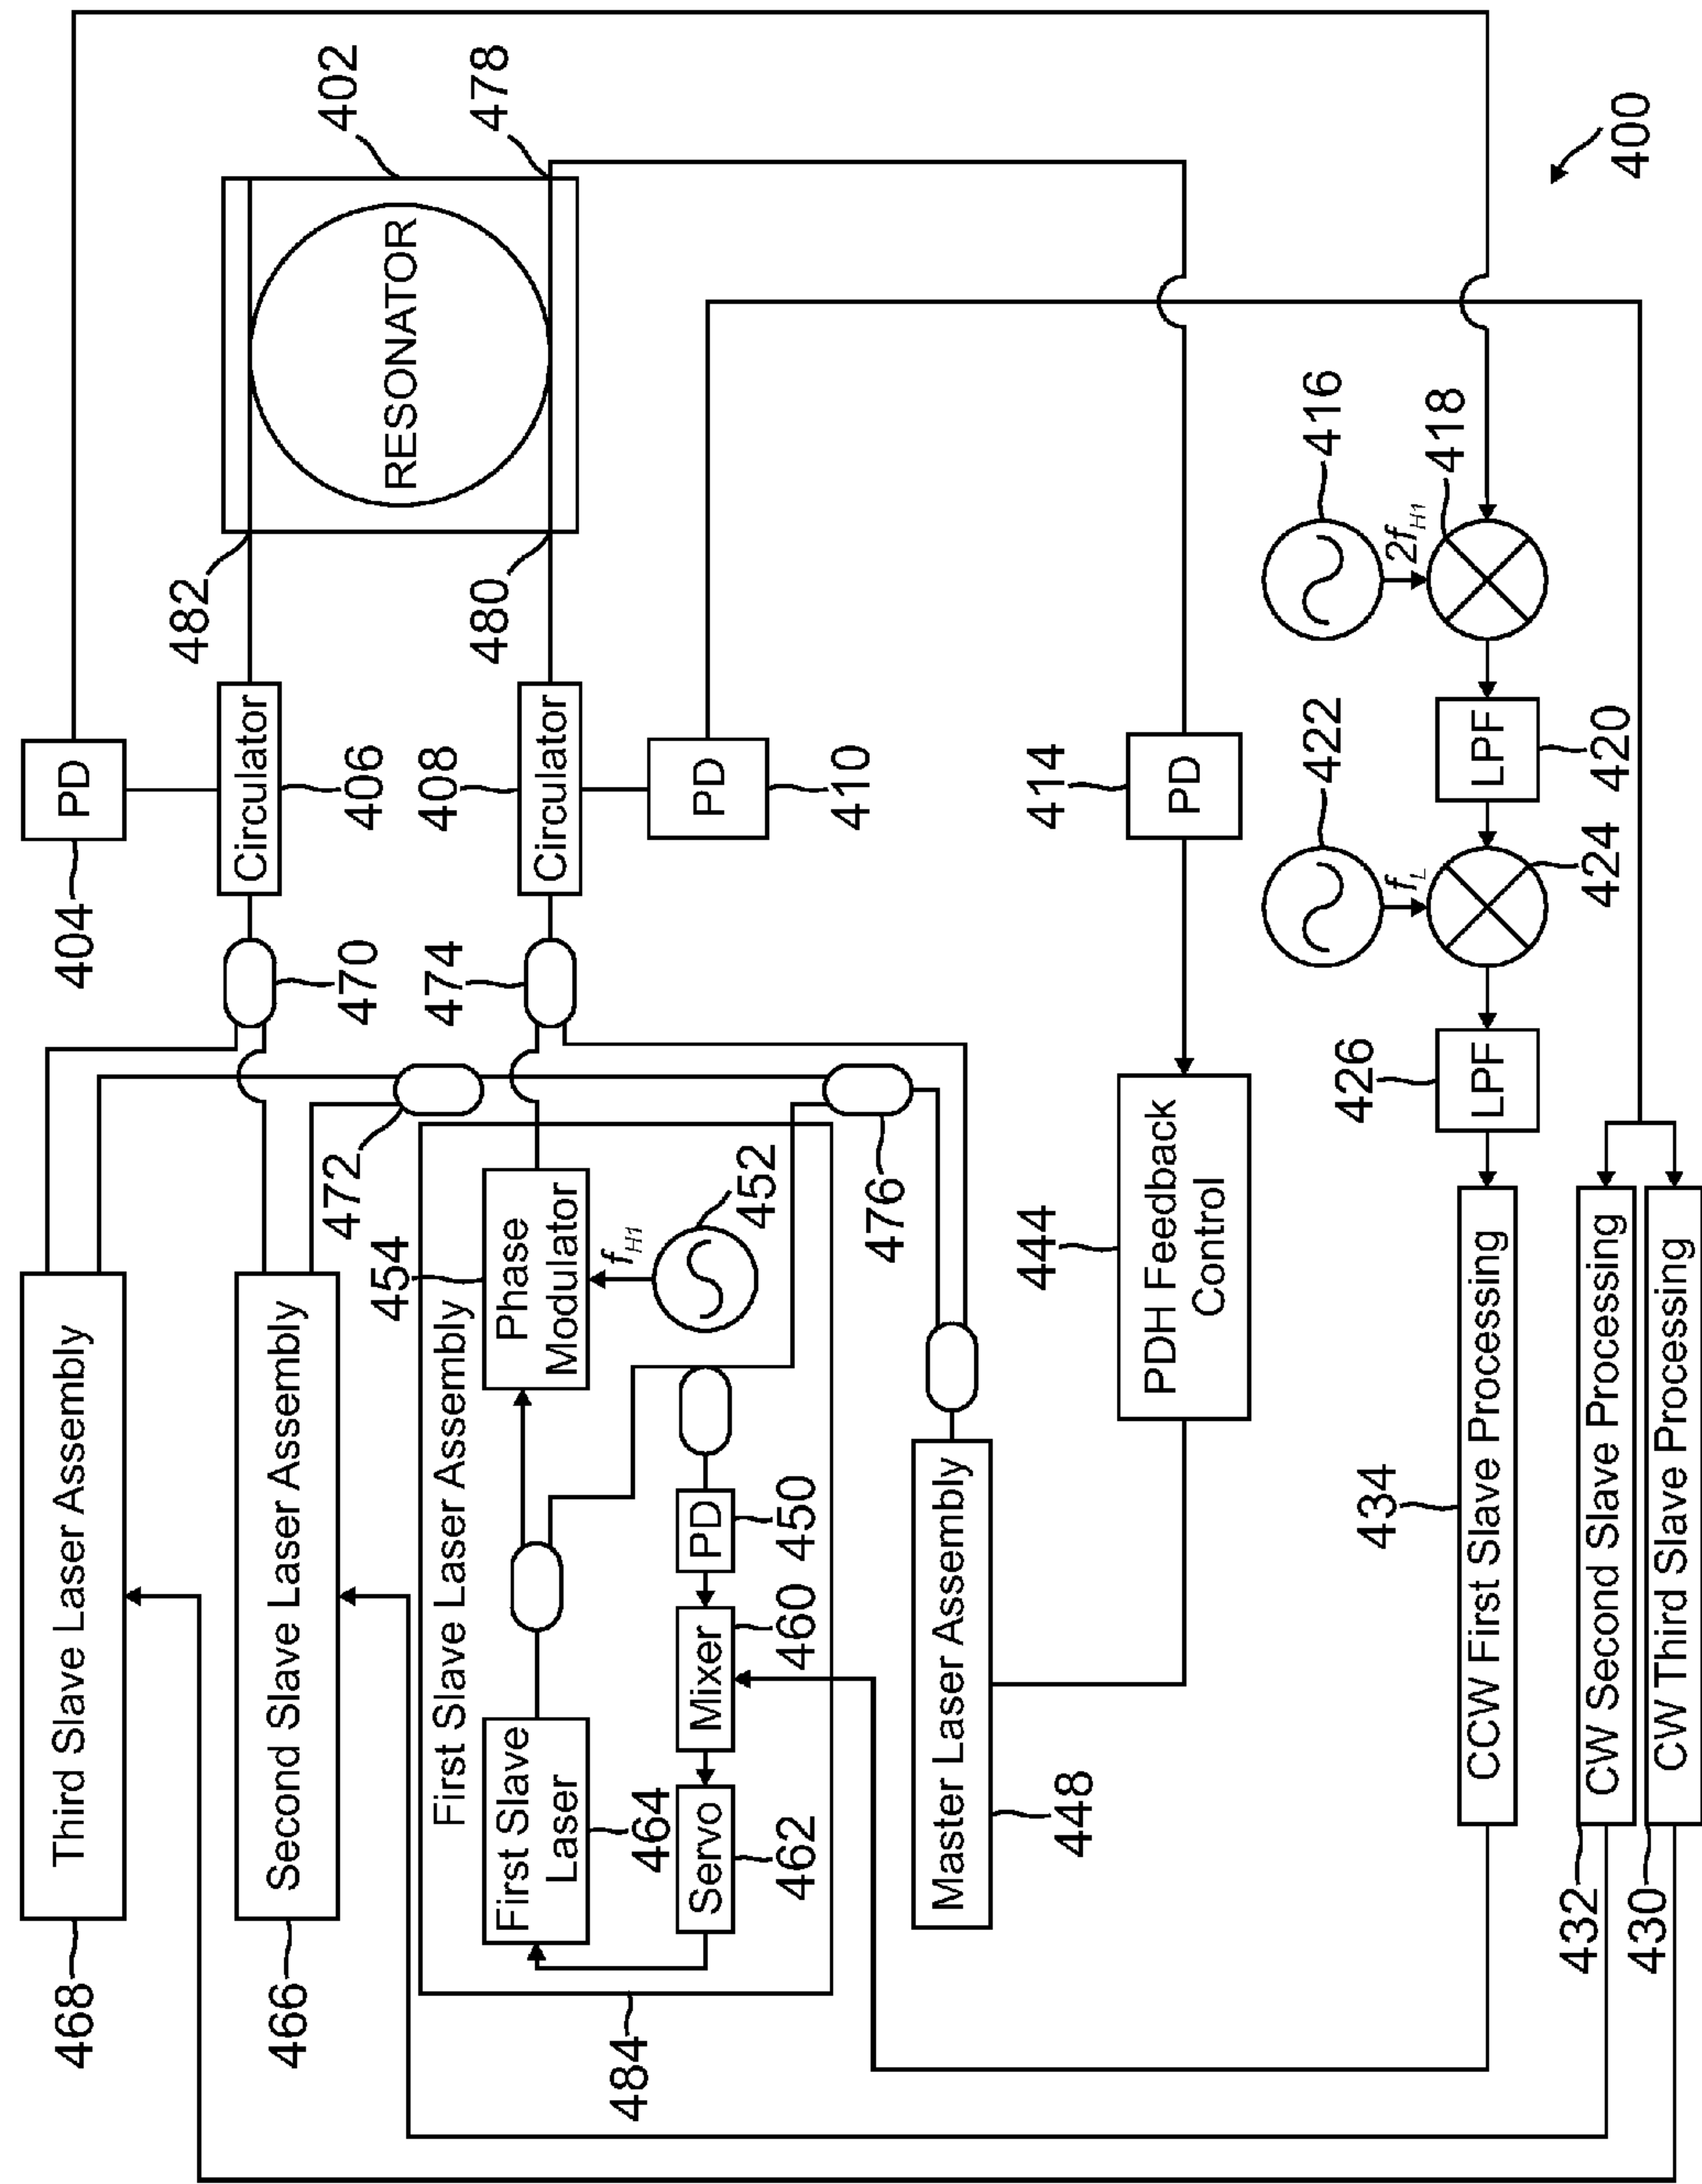 468
Third Slave Laser Assembly
466
Second Slave Laser Assembly
484
First Slave Laser Assembly
First Slave
Laser
464
Servo
462
Mixer
460
PD
450
Phase
Modulator
454
f_H1
452
472
476
470
474
404
PD
Circulator
406
408
Circulator
PD
410
482
480
RESONATOR
402
478
Master Laser Assembly
448
PDH Feedback
Control
444
414
PD
434
CCW First Slave Processing
432
CW Second Slave Processing
430
CW Third Slave Processing
426
LPF
422
f_L
424
LPF
420
416
2f_H1
418
400